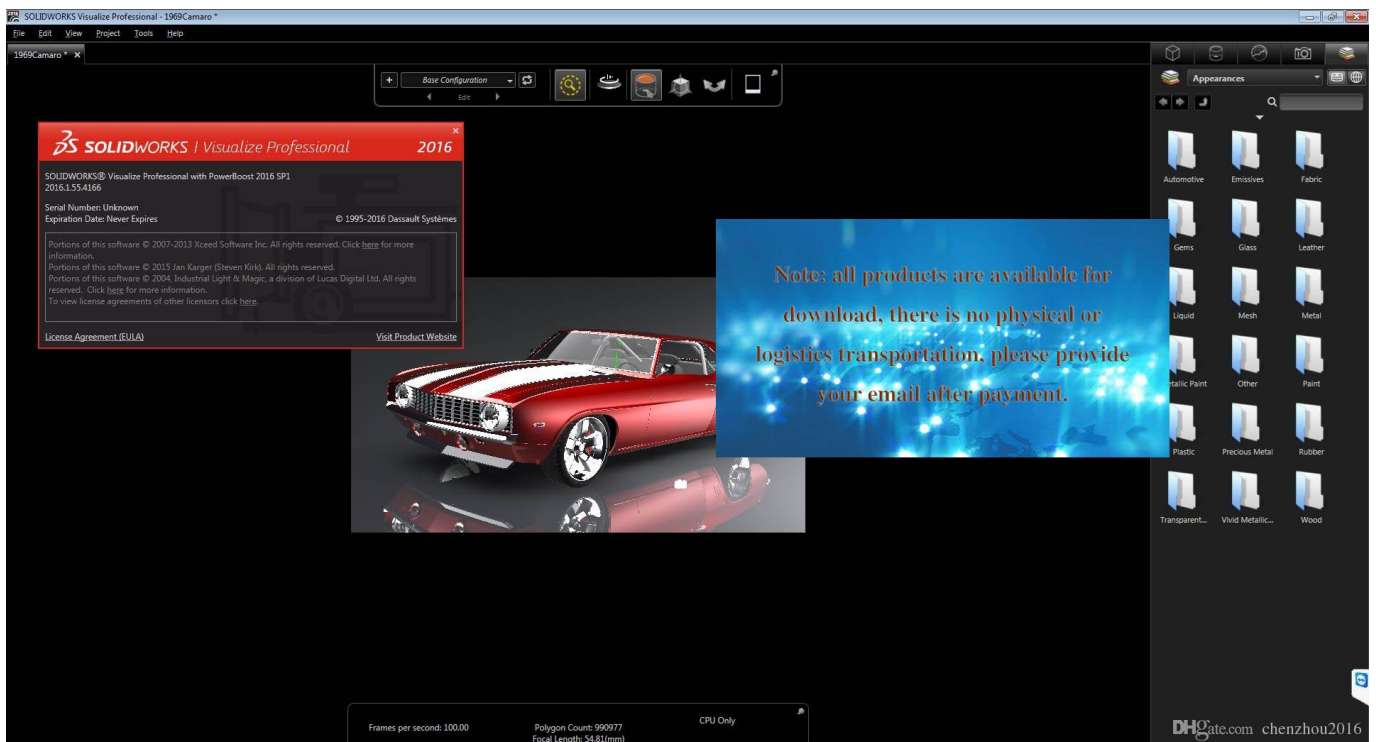 SOLIDWORKS Visualize Professional - 1969Camaro *
File Edit View Project Tools Help
1969Camaro * ×
Base Configuration
Edit
Appearances
SOLIDWORKS | Visualize Professional 2016
SOLIDWORKS® Visualize Professional with PowerBoost 2016 SP1
2016.1.55.4166
Serial Number: Unknown
Expiration Date: Never Expires © 1995-2016 Dassault Systèmes
Portions of this software © 2007-2013 Xceed Software Inc. All rights reserved. Click here for more
information.
Portions of this software © 2015 Jan Karger (Steven Kirk). All rights reserved.
Portions of this software © 2004, Industrial Light & Magic, a division of Lucas Digital Ltd. All rights
reserved. Click here for more information.
To view license agreements of other licensors click here.
License Agreement (EULA) Visit Product Website
Note: all products are available for
download, there is no physical or
logistics transportation, please provide
your email after payment.
Automotive Emissives Fabric
Gems Glass Leather
Liquid Mesh Metal
etallic Paint Other Paint
Plastic Precious Metal Rubber
Transparent... Vivid Metallic... Wood
Frames per second: 100.00 Polygon Count: 990977 CPU Only
Focal Length: 54.81(mm)
DHgate.com chenzhou2016